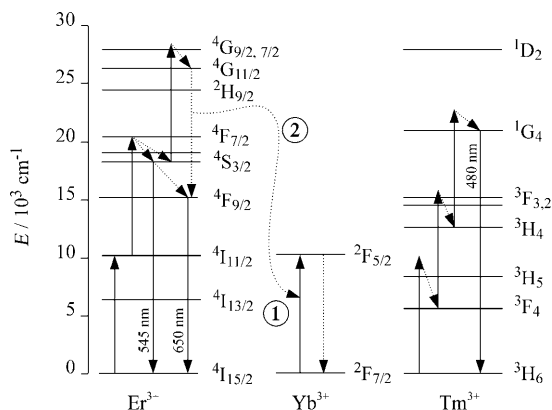 E / 10³ cm⁻¹
30
25
20
15
10
5
0
⁴G₉/₂, ₇/₂
⁴G₁₁/₂
²H₉/₂
⁴F₇/₂
⁴S₃/₂
⁴F₉/₂
⁴I₁₁/₂
⁴I₁₃/₂
⁴I₁₅/₂
545 nm
650 nm
Er³⁺
2
1
²F₅/₂
²F₇/₂
Yb³⁺
480 nm
¹D₂
¹G₄
³F₃,₂
³H₄
³H₅
³F₄
³H₆
Tm³⁺